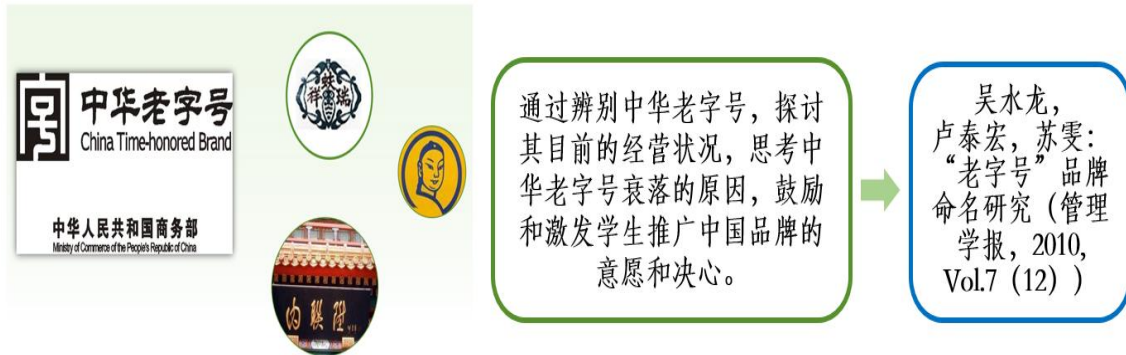 中华老字号
China Time-honored Brand
中华人民共和国商务部
Ministry of Commerce of the People's Republic of China
祥 蚨 瑞
内联陞
通过辨别中华老字号，探讨
其目前的经营状况，思考中
华老字号衰落的原因，鼓励
和激发学生推广中国品牌的
意愿和决心。
吴水龙，
卢泰宏，苏雯：
“老字号”品牌
命名研究（管理
学报，2010，
Vol.7（12））